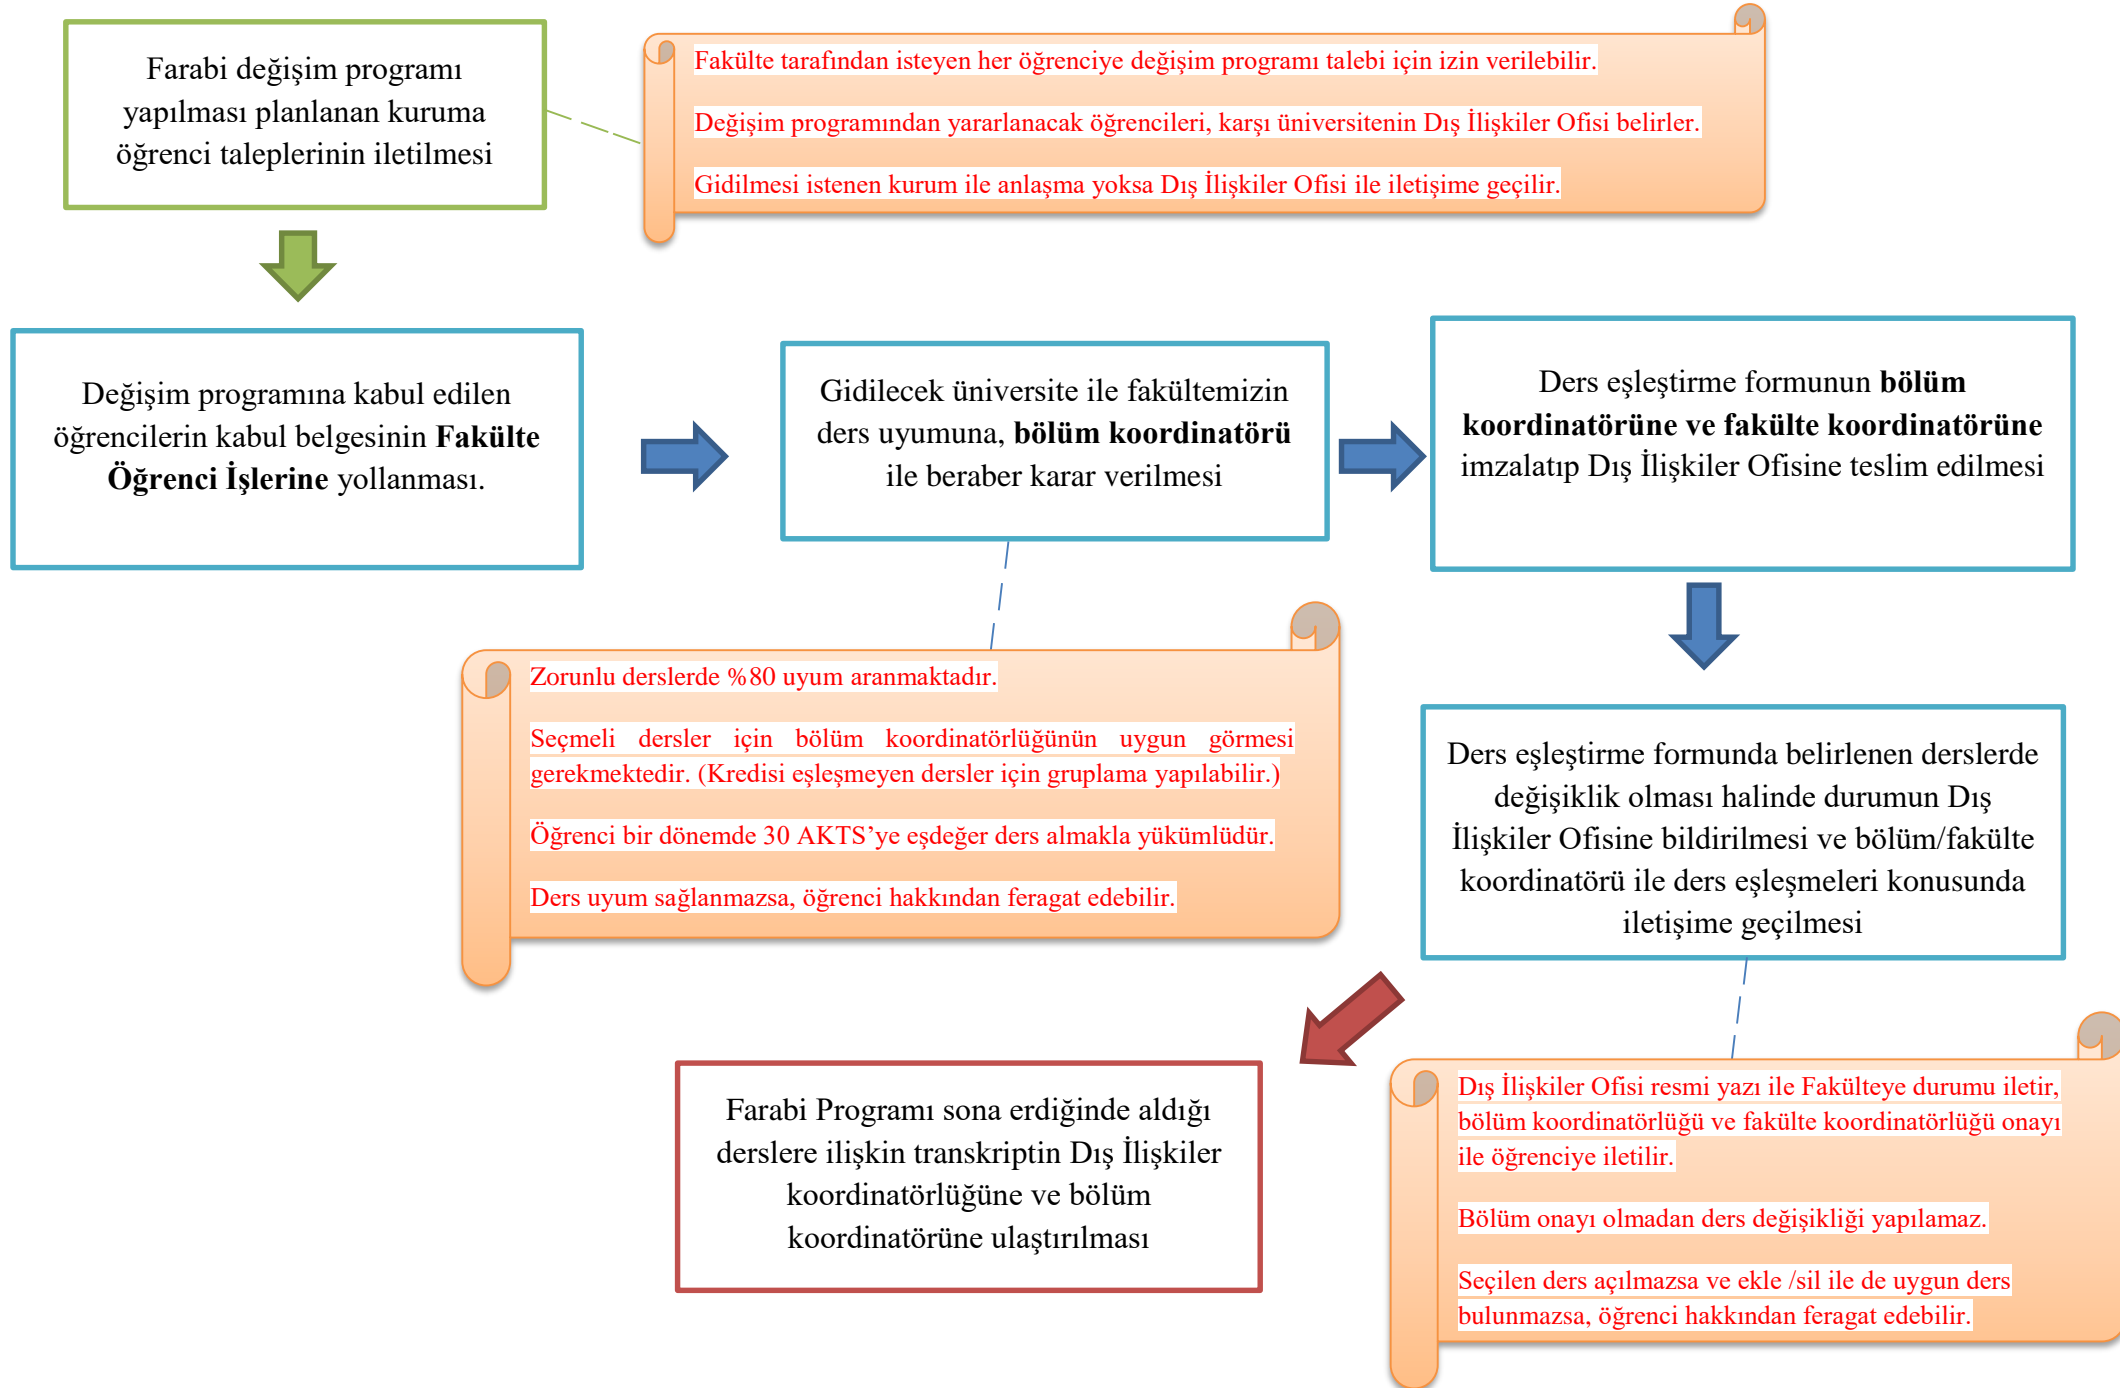 Farabi değişim programı
yapılması planlanan kuruma
öğrenci taleplerinin iletilmesi
Fakülte tarafından isteyen her öğrenciye değişim programı talebi için izin verilebilir.
Değişim programından yararlanacak öğrencileri, karşı üniversitenin Dış İlişkiler Ofisi belirler.
Gidilmesi istenen kurum ile anlaşma yoksa Dış İlişkiler Ofisi ile iletişime geçilir.
Değişim programına kabul edilen
öğrencilerin kabul belgesinin Fakülte
Öğrenci İşlerine yollanması.
Gidilecek üniversite ile fakültemizin
ders uyumuna, bölüm koordinatörü
ile beraber karar verilmesi
Ders eşleştirme formunun bölüm
koordinatörüne ve fakülte koordinatörüne
imzalatıp Dış İlişkiler Ofisine teslim edilmesi
Zorunlu derslerde %80 uyum aranmaktadır.
Seçmeli dersler için bölüm koordinatörlüğünün uygun görmesi
gerekmektedir. (Kredisi eşleşmeyen dersler için gruplama yapılabilir.)
Öğrenci bir dönemde 30 AKTS’ye eşdeğer ders almakla yükümlüdür.
Ders uyum sağlanmazsa, öğrenci hakkından feragat edebilir.
Ders eşleştirme formunda belirlenen derslerde
değişiklik olması halinde durumun Dış
İlişkiler Ofisine bildirilmesi ve bölüm/fakülte
koordinatörü ile ders eşleşmeleri konusunda
iletişime geçilmesi
Farabi Programı sona erdiğinde aldığı
derslere ilişkin transkriptin Dış İlişkiler
koordinatörlüğüne ve bölüm
koordinatörüne ulaştırılması
Dış İlişkiler Ofisi resmi yazı ile Fakülteye durumu iletir,
bölüm koordinatörlüğü ve fakülte koordinatörlüğü onayı
ile öğrenciye iletilir.
Bölüm onayı olmadan ders değişikliği yapılamaz.
Seçilen ders açılmazsa ve ekle /sil ile de uygun ders
bulunmazsa, öğrenci hakkından feragat edebilir.